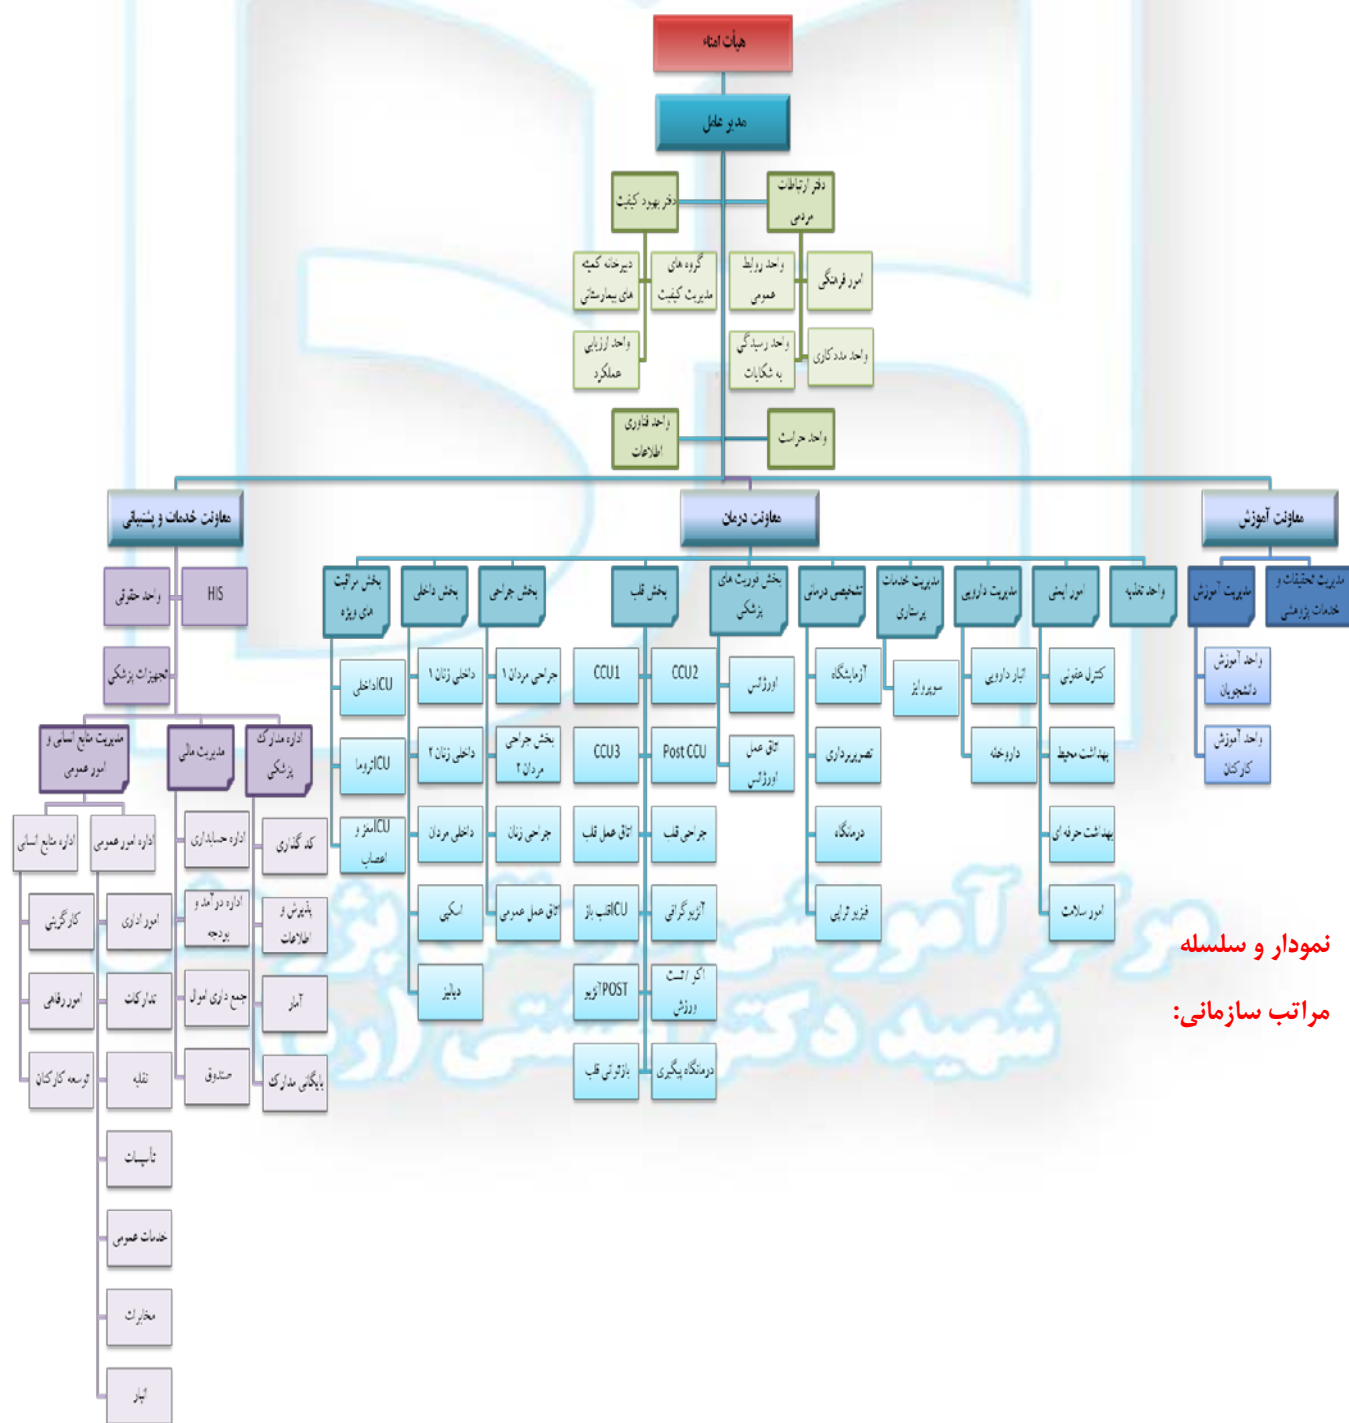 هیأت امناء
مدیر عامل
دفتر ارتباطات
مردمی
دفتر بهبود کیفیت
امور فرهنگی
واحد روابط
عمومی
گروه های
مدیریت کیفیت
دبیرخانه کمیته
های بیمارستانی
واحد مددکاری
واحد رسیدگی
به شکایات
واحد ارزیابی
عملکرد
واحد حراست
واحد فناوری
اطلاعات
معاونت آموزش
معاونت درمان
معاونت خدمات و پشتیبانی
مدیریت تحقیقات و
خدمات پژوهشی
مدیریت آموزش
واحد آموزش
دانشجویان
واحد آموزش
کارکنان
واحد تغذیه
امور ایمنی
کنترل عفونی
بهداشت محیط
بهداشت حرفه ای
امور سلامت
مدیریت دارویی
انبار دارویی
داروخانه
مدیریت خدمات
پرستاری
سوپروایزر
تشخیصی درمانی
آزمایشگاه
تصویربرداری
درمانگاه
فیزیوتراپی
بخش فوریت های
پزشکی
اورژانس
اتاق عمل
اورژانس
بخش قلب
CCU2
CCU1
Post CCU
CCU3
جراحی قلب
اتاق عمل قلب
آنژیوگرافی
ICUقلب باز
اکو / تست
ورزش
POSTآنژیو
درمانگاه پیگیری
بازتوانی قلب
بخش جراحی
جراحی مردان ۱
بخش جراحی
مردان ۲
جراحی زنان
اتاق عمل عمومی
بخش داخلی
داخلی زنان ۱
داخلی زنان ۲
داخلی مردان
اسکپی
دیالیز
بخش مراقبت
های ویژه
ICUداخلی
ICUتروما
ICUمغز و
اعصاب
HIS
واحد حقوقی
تجهیزات پزشکی
اداره مدارک
پزشکی
کد گذاری
پذیرش و
اطلاعات
آمار
بایگانی مدارک
مدیریت مالی
اداره حسابداری
اداره درآمد و
بودجه
جمع داری اموال
صندوق
مدیریت منابع انسانی و
امور عمومی
اداره امور عمومی
امور اداری
تدارکات
نقلیه
تأسیسات
خدمات عمومی
مخابرات
انبار
اداره منابع انسانی
کارگزینی
امور رفاهی
توسعه کارکنان
نمودار و سلسله
مراتب سازمانی:
مرکز آموزشی
شهید دکتر بهشتی (ره)